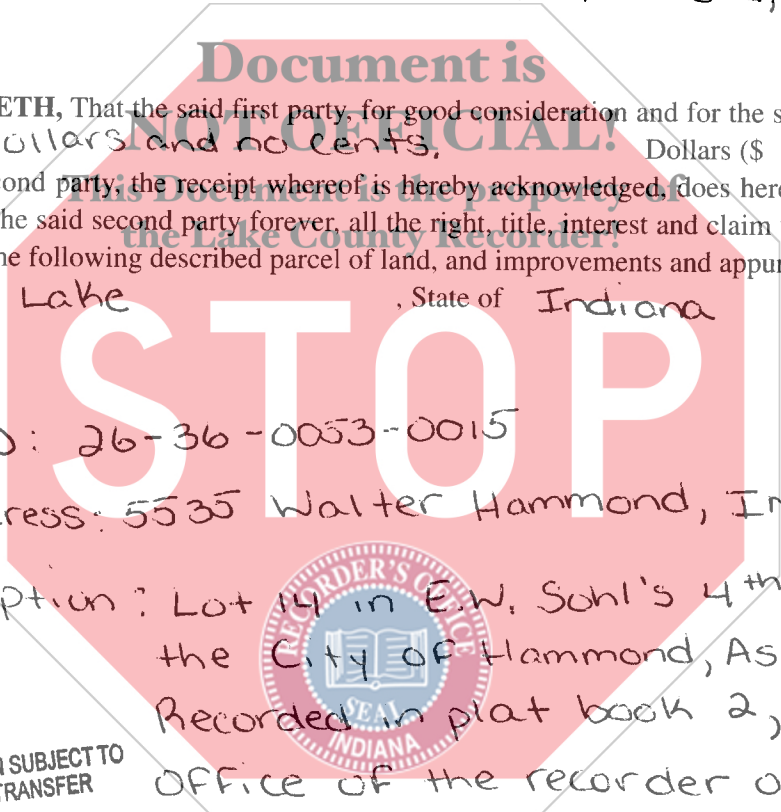 Document is
ETH, That the said first party, for good consideration and for the s
NOT OFFICIAL!
ollars and no cents. Dollars ($
This Document is the property of
cond party, the receipt whereof is hereby acknowledged, does here
the Lake County Recorder!
he said second party forever, all the right, title, interest and claim
he following described parcel of land, and improvements and appur
Lake , State of Indiana
STOP
D: 26-36-0053-0015
ress: 5535 Walter Hammond, In
ption: Lot 14 in E.W. Sohl's 4th
the City of Hammond, As
Recorded in plat book 2,
office of the recorder o
RECORDER'S OFFICE
SEAL
INDIANA
N SUBJECT TO
TRANSFER